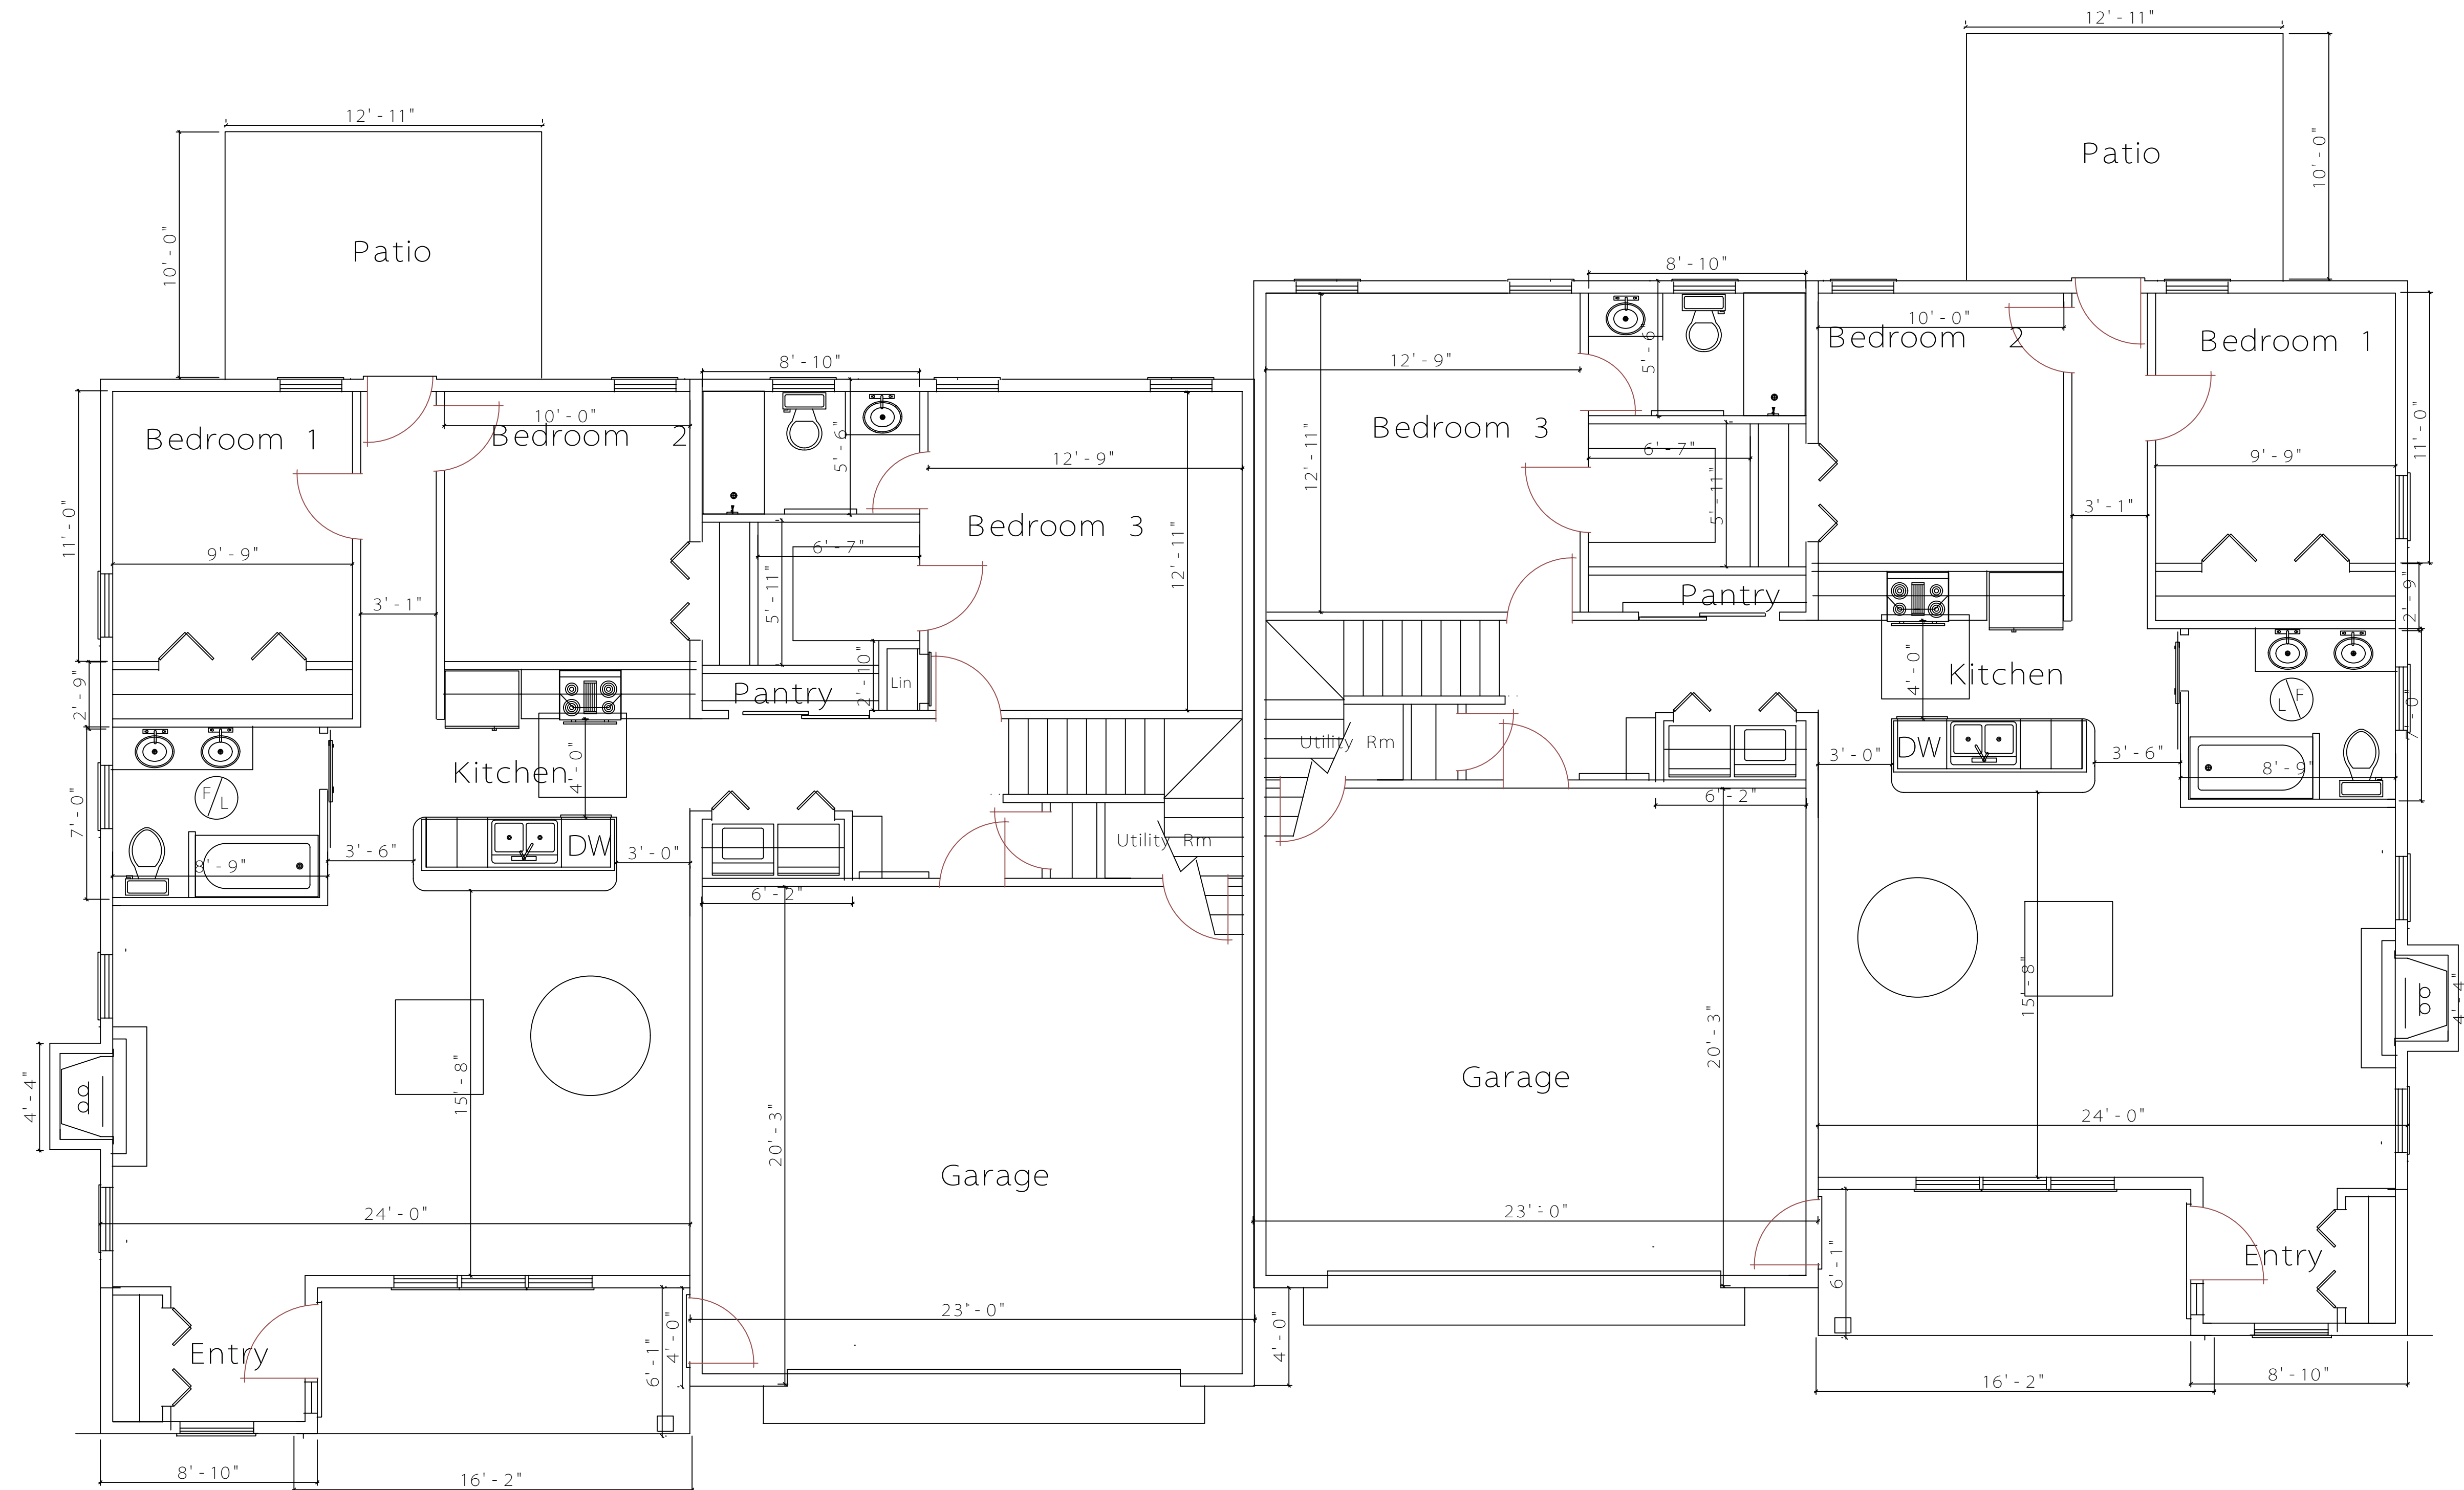 12'-11"
Patio
10'-0"
12'-11"
10'-0"
Patio
8'-10"
10'-0"
Bedroom 2
Bedroom 1
12'-9"
5'-6"
Bedroom 3
12'-11"
6'-7"
5'-11"
9'-9"
11'-0"
3'-1"
Pantry
2'-9"
4'-0"
Kitchen
L/F
7'-0"
Utility Rm
DW
3'-0"
3'-6"
8'-9"
6'-2"
8'-10"
10'-0"
Bedroom 1
Bedroom 2
5'-6"
12'-9"
Bedroom 3
11'-0"
9'-9"
6'-7"
12'-11"
5'-11"
3'-1"
2'-10"
Lin
Pantry
2'-9"
Kitchen
4'-0"
F/L
7'-0"
Utility Rm
DW
3'-6"
3'-0"
8'-9"
6'-2"
15'-8"
4'-4"
20'-3"
Garage
24'-0"
23'-0"
6'-1"
Entry
4'-4"
15'-8"
20'-3"
Garage
24'-0"
23'-0"
4'-0"
6'-1"
4'-0"
Entry
16'-2"
8'-10"
8'-10"
16'-2"